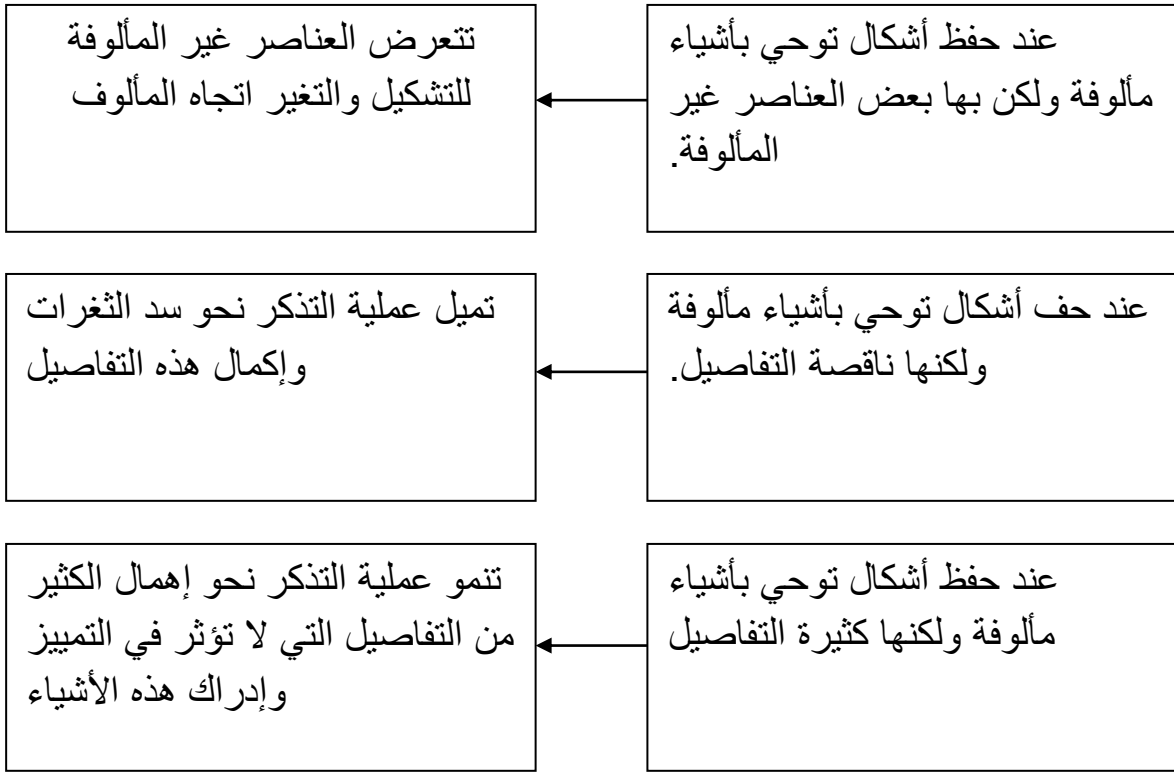 عند حفظ أشكال توحي بأشياء
مألوفة ولكن بها بعض العناصر غير
المألوفة.
تتعرض العناصر غير المألوفة
للتشكيل والتغير اتجاه المألوف
عند حف أشكال توحي بأشياء مألوفة
ولكنها ناقصة التفاصيل.
تميل عملية التذكر نحو سد الثغرات
وإكمال هذه التفاصيل
عند حفظ أشكال توحي بأشياء
مألوفة ولكنها كثيرة التفاصيل
تنمو عملية التذكر نحو إهمال الكثير
من التفاصيل التي لا تؤثر في التمييز
وإدراك هذه الأشياء